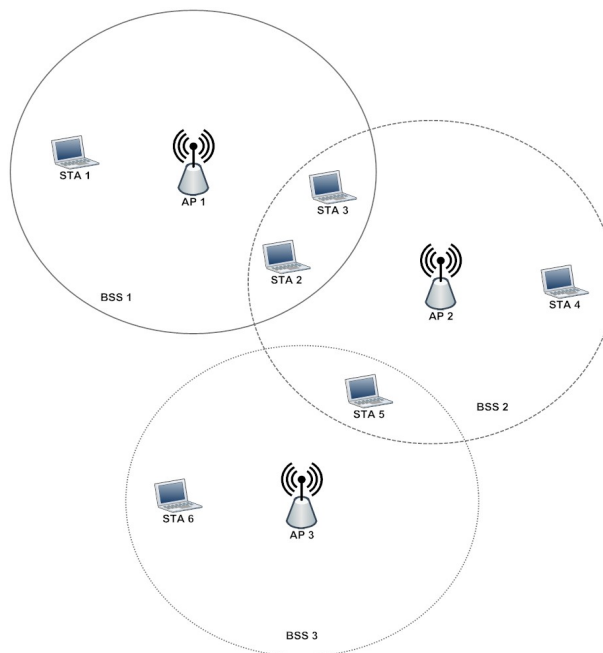 STA 1
AP 1
STA 3
STA 2
BSS 1
AP 2
STA 4
STA 5
BSS 2
STA 6
AP 3
BSS 3